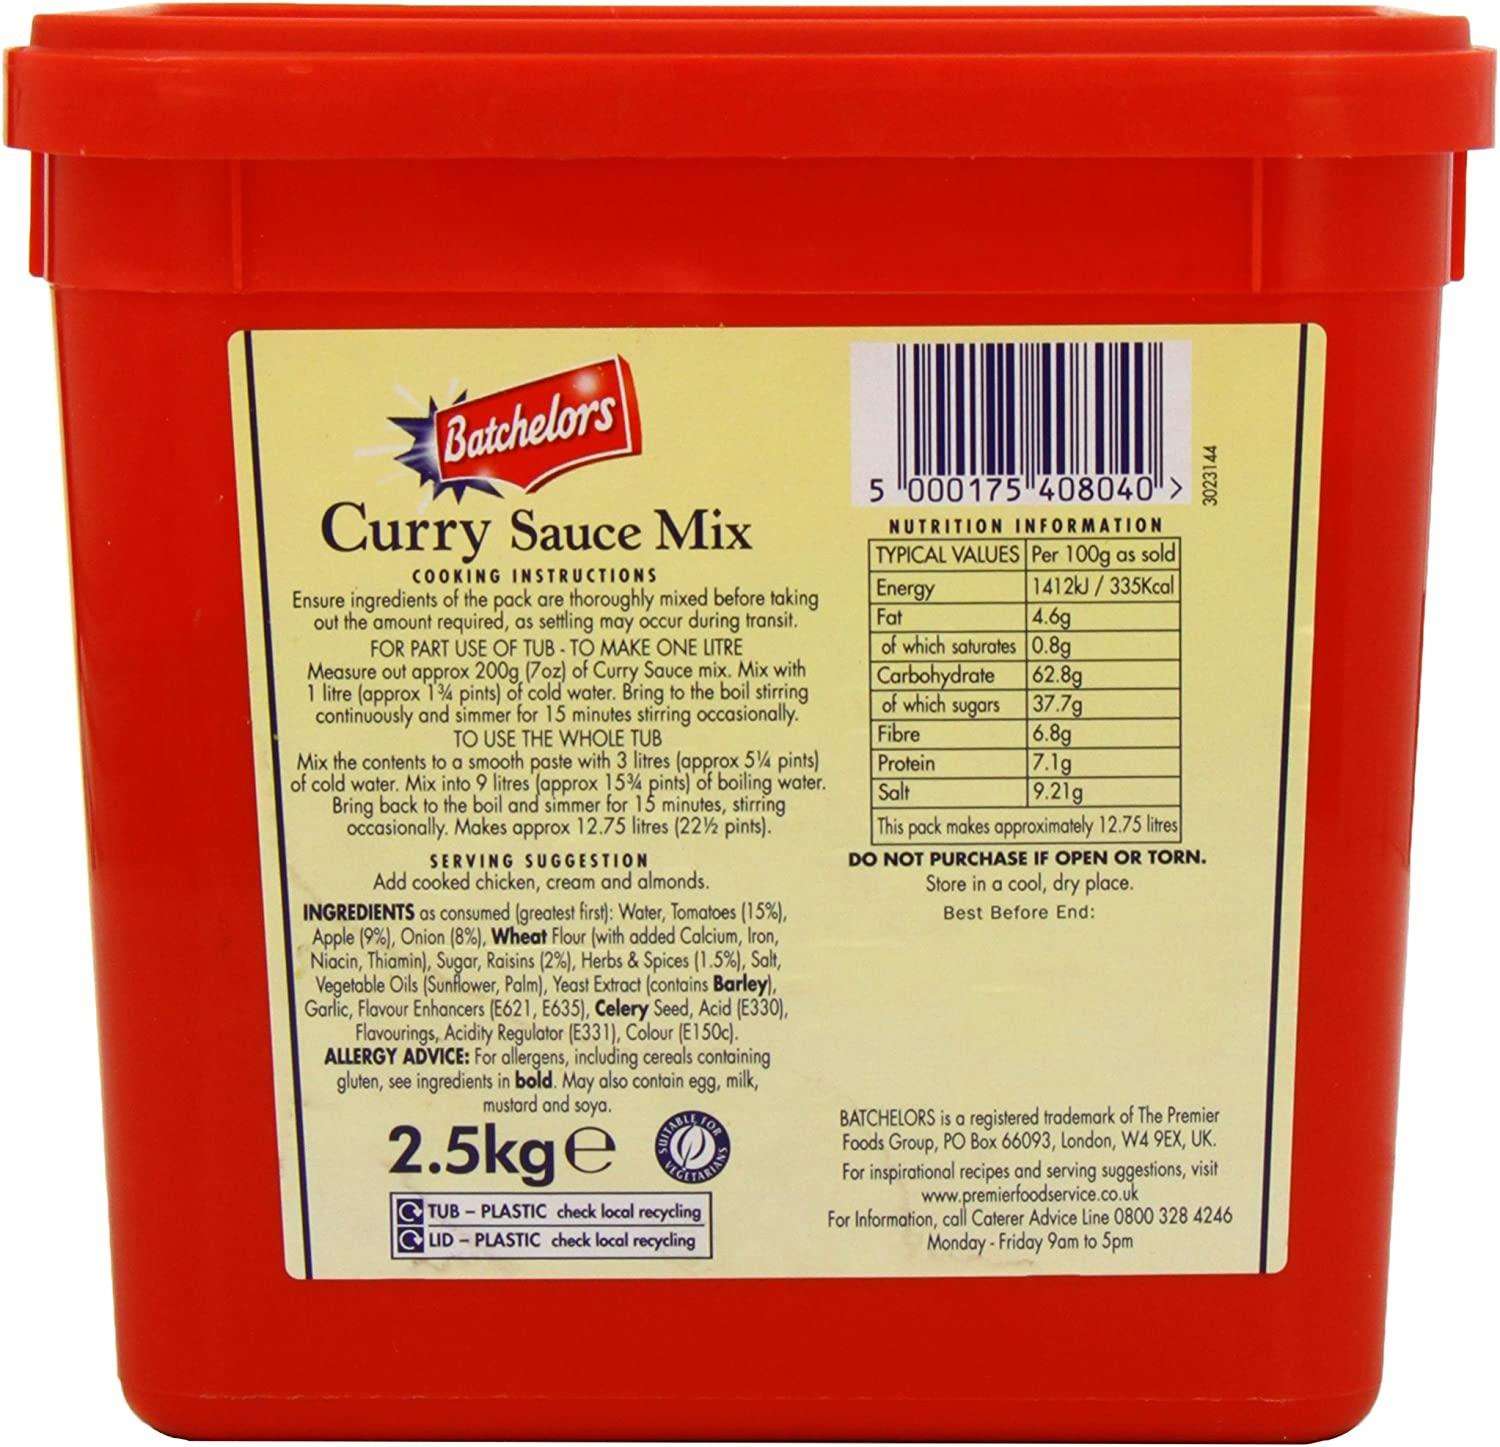 Batchelors
Curry Sauce Mix
COOKING INSTRUCTIONS
Ensure ingredients of the pack are thoroughly mixed before taking
out the amount required, as settling may occur during transit.
FOR PART USE OF TUB - TO MAKE ONE LITRE
Measure out approx 200g (7oz) of Curry Sauce mix. Mix with
1 litre (approx 1¾ pints) of cold water. Bring to the boil stirring
continuously and simmer for 15 minutes stirring occasionally.
TO USE THE WHOLE TUB
Mix the contents to a smooth paste with 3 litres (approx 5¼ pints)
of cold water. Mix into 9 litres (approx 15¾ pints) of boiling water.
Bring back to the boil and simmer for 15 minutes, stirring
occasionally. Makes approx 12.75 litres (22½ pints).
SERVING SUGGESTION
Add cooked chicken, cream and almonds.
INGREDIENTS as consumed (greatest first): Water, Tomatoes (15%),
Apple (9%), Onion (8%), Wheat Flour (with added Calcium, Iron,
Niacin, Thiamin), Sugar, Raisins (2%), Herbs & Spices (1.5%), Salt,
Vegetable Oils (Sunflower, Palm), Yeast Extract (contains Barley),
Garlic, Flavour Enhancers (E621, E635), Celery Seed, Acid (E330),
Flavourings, Acidity Regulator (E331), Colour (E150c).
ALLERGY ADVICE: For allergens, including cereals containing
gluten, see ingredients in bold. May also contain egg, milk,
mustard and soya.
2.5kg e
SUITABLE FOR VEGETARIANS
TUB – PLASTIC check local recycling
LID – PLASTIC check local recycling
5 000175 408040 >
3023144
NUTRITION INFORMATION
TYPICAL VALUES Per 100g as sold
Energy 1412kJ / 335Kcal
Fat 4.6g
of which saturates 0.8g
Carbohydrate 62.8g
of which sugars 37.7g
Fibre 6.8g
Protein 7.1g
Salt 9.21g
This pack makes approximately 12.75 litres
DO NOT PURCHASE IF OPEN OR TORN.
Store in a cool, dry place.
Best Before End:
BATCHELORS is a registered trademark of The Premier
Foods Group, PO Box 66093, London, W4 9EX, UK.
For inspirational recipes and serving suggestions, visit
www.premierfoodservice.co.uk
For Information, call Caterer Advice Line 0800 328 4246
Monday - Friday 9am to 5pm